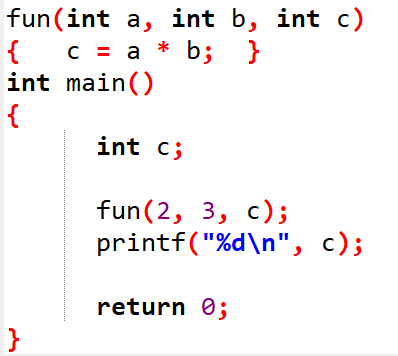 fun(int a, int b, int c)
{   c = a * b;  }
int main()
{
      int c;
      fun(2, 3, c);
      printf("%d\n", c);
      return 0;
}